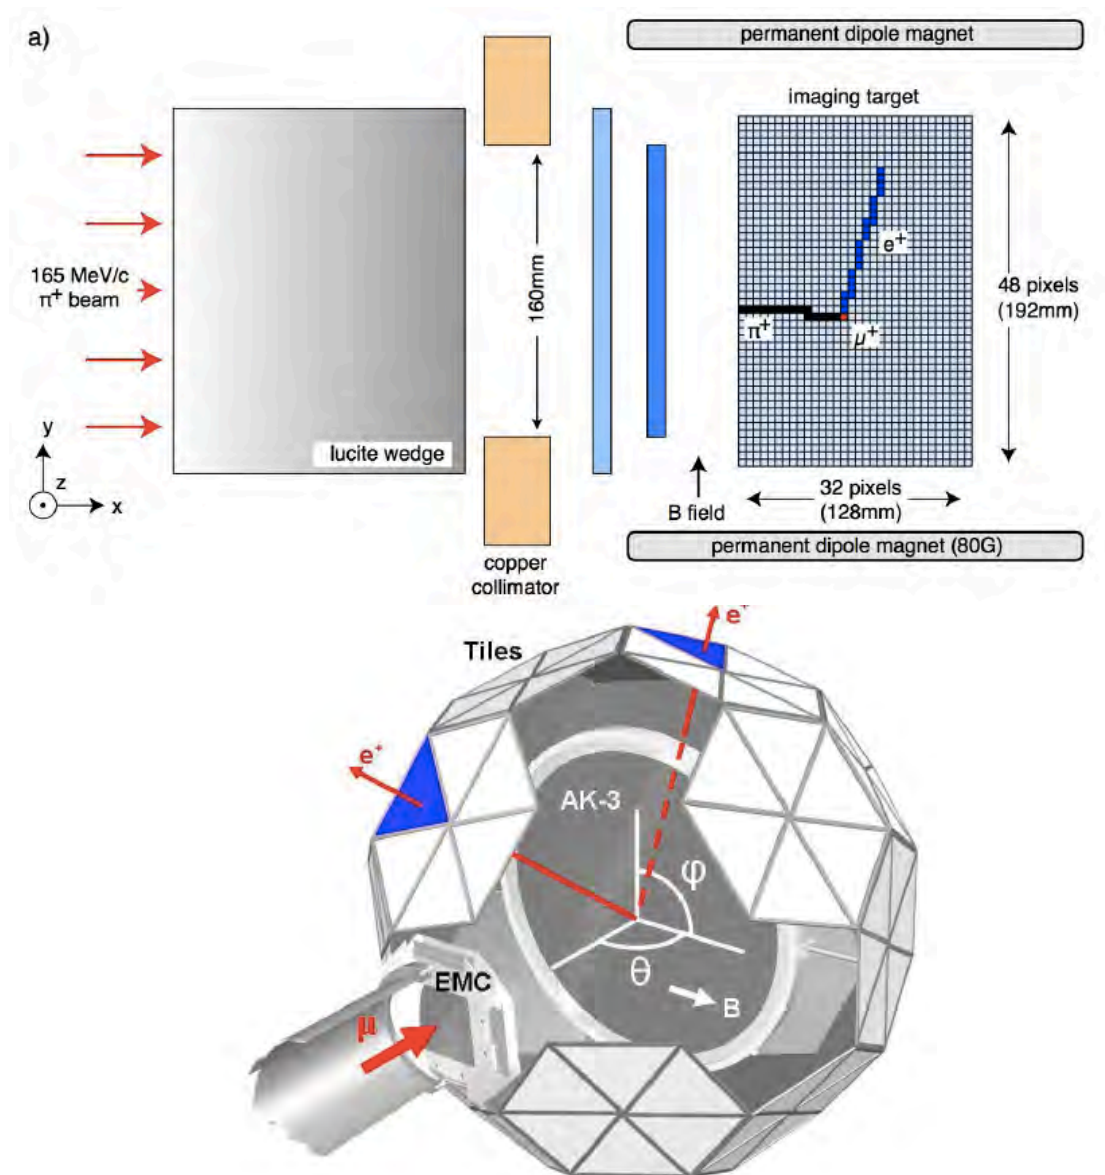 a)
permanent dipole magnet
imaging target
165 MeV/c
π⁺ beam
160mm
e⁺
π⁺
μ⁺
48 pixels
(192mm)
lucite wedge
y
z
x
B field
32 pixels
(128mm)
copper
collimator
permanent dipole magnet (80G)
e⁺
Tiles
e⁺
AK-3
φ
EMC
θ
B
μ